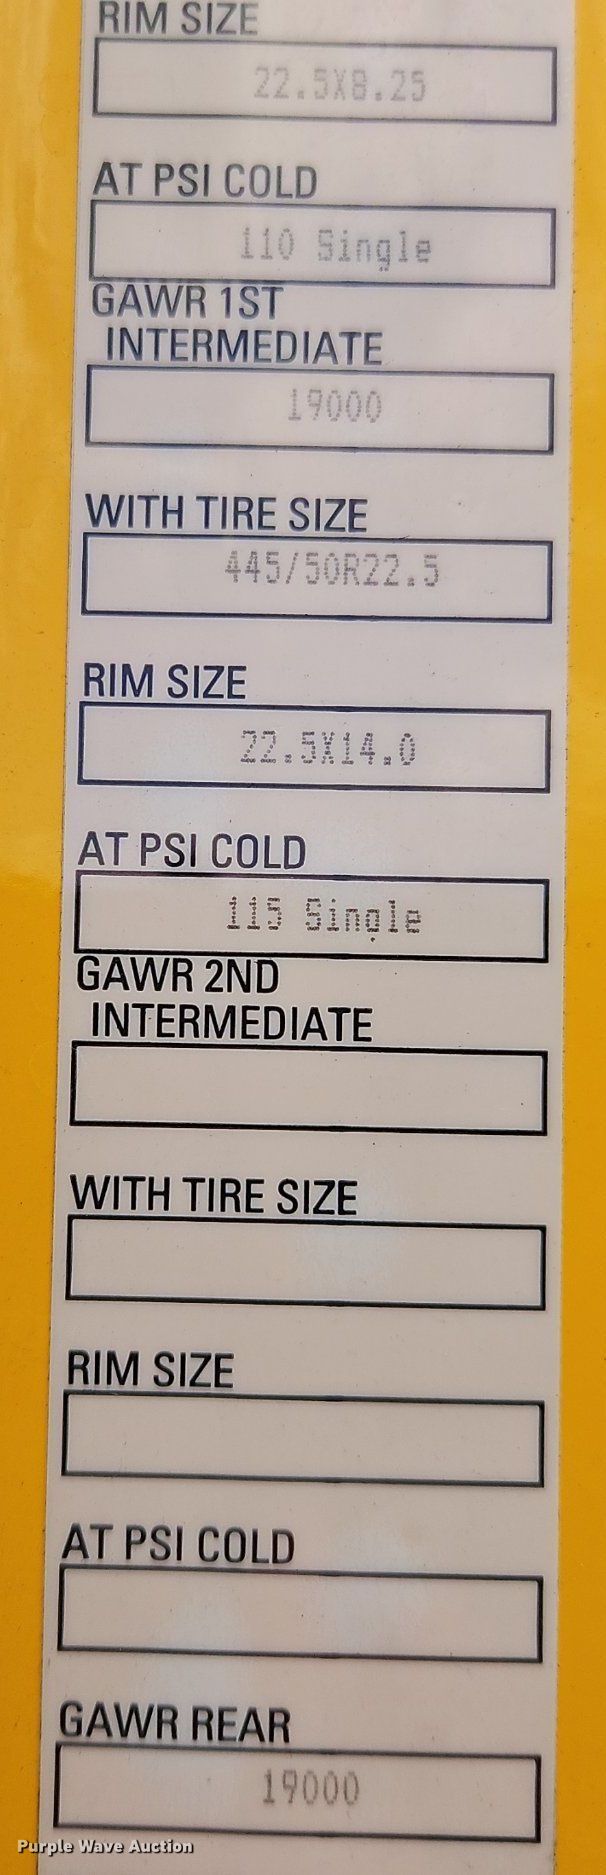 RIM SIZE
22.5X8.25
AT PSI COLD
110 Single
GAWR 1ST
INTERMEDIATE
19000
WITH TIRE SIZE
445/50R22.5
RIM SIZE
22.5X14.0
AT PSI COLD
115 Single
GAWR 2ND
INTERMEDIATE
WITH TIRE SIZE
RIM SIZE
AT PSI COLD
GAWR REAR
19000
Purple Wave Auction